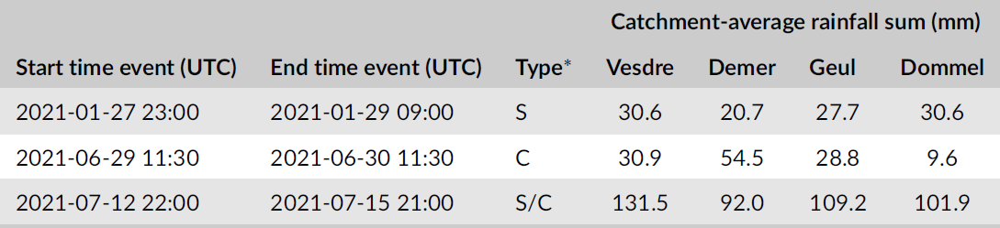 Catchment-average rainfall sum (mm)
Start time event (UTC) End time event (UTC) Type* Vesdre Demer Geul Dommel
2021-01-27 23:00 2021-01-29 09:00 S 30.6 20.7 27.7 30.6
2021-06-29 11:30 2021-06-30 11:30 C 30.9 54.5 28.8 9.6
2021-07-12 22:00 2021-07-15 21:00 S/C 131.5 92.0 109.2 101.9